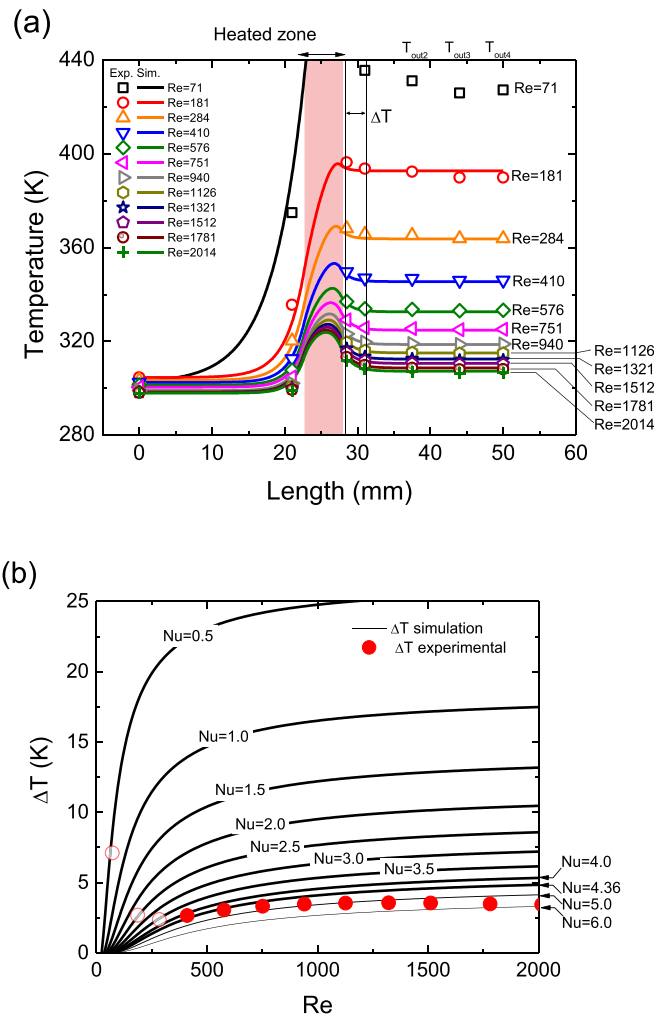 (a)
Heated zone
T_out2 T_out3 T_out4
440
400
360
320
280
Temperature (K)
Exp. Sim.
Re=71
Re=181
Re=284
Re=410
Re=576
Re=751
Re=940
Re=1126
Re=1321
Re=1512
Re=1781
Re=2014
ΔT
Re=71
Re=181
Re=284
Re=410
Re=576
Re=751
Re=940
Re=1126
Re=1321
Re=1512
Re=1781
Re=2014
0 10 20 30 40 50 60
Length (mm)
(b)
25
20
15
10
5
0
ΔT (K)
ΔT simulation
ΔT experimental
Nu=0.5
Nu=1.0
Nu=1.5
Nu=2.0
Nu=2.5
Nu=3.0
Nu=3.5
Nu=4.0
Nu=4.36
Nu=5.0
Nu=6.0
0 500 1000 1500 2000
Re